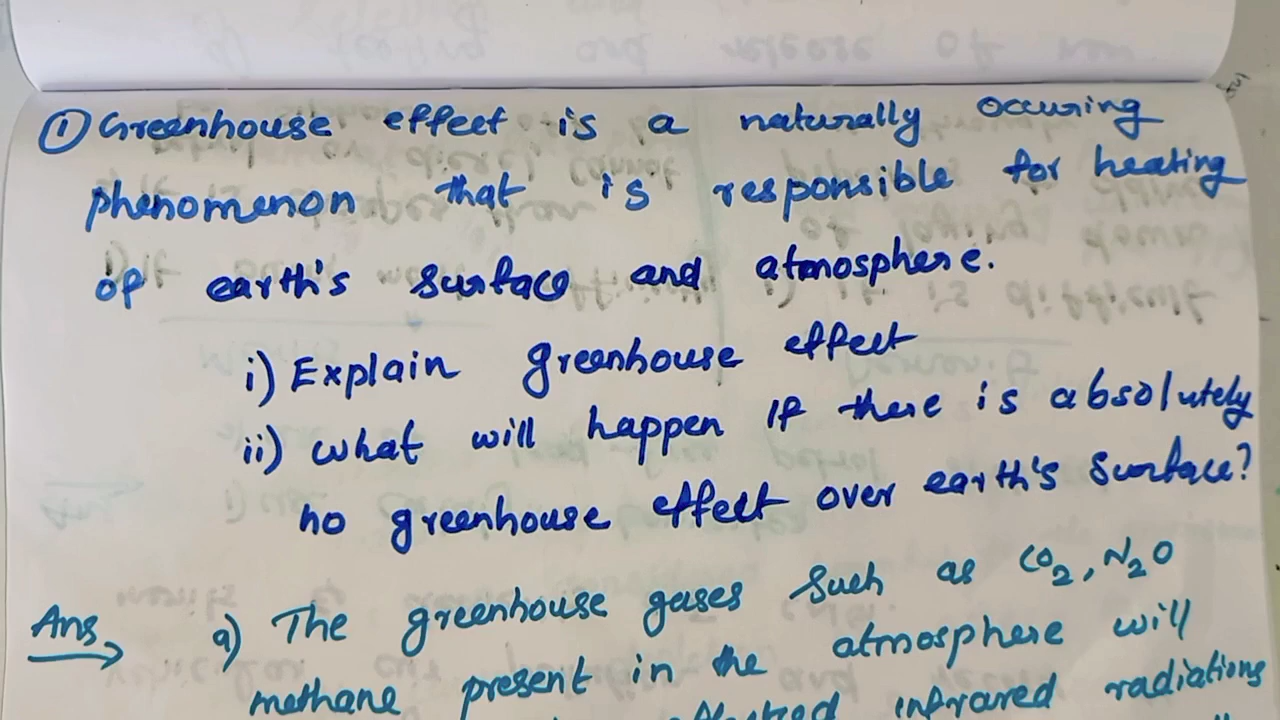 ① Greenhouse effect is a naturally occuring
phenomenon that is responsible for heating
of earth's surface and atmosphere.
i) Explain greenhouse effect
ii) what will happen if there is absolutely
no greenhouse effect over earth's surface?
Ans a) The greenhouse gases such as CO₂, N₂O
methane present in the atmosphere will
infrared radiations